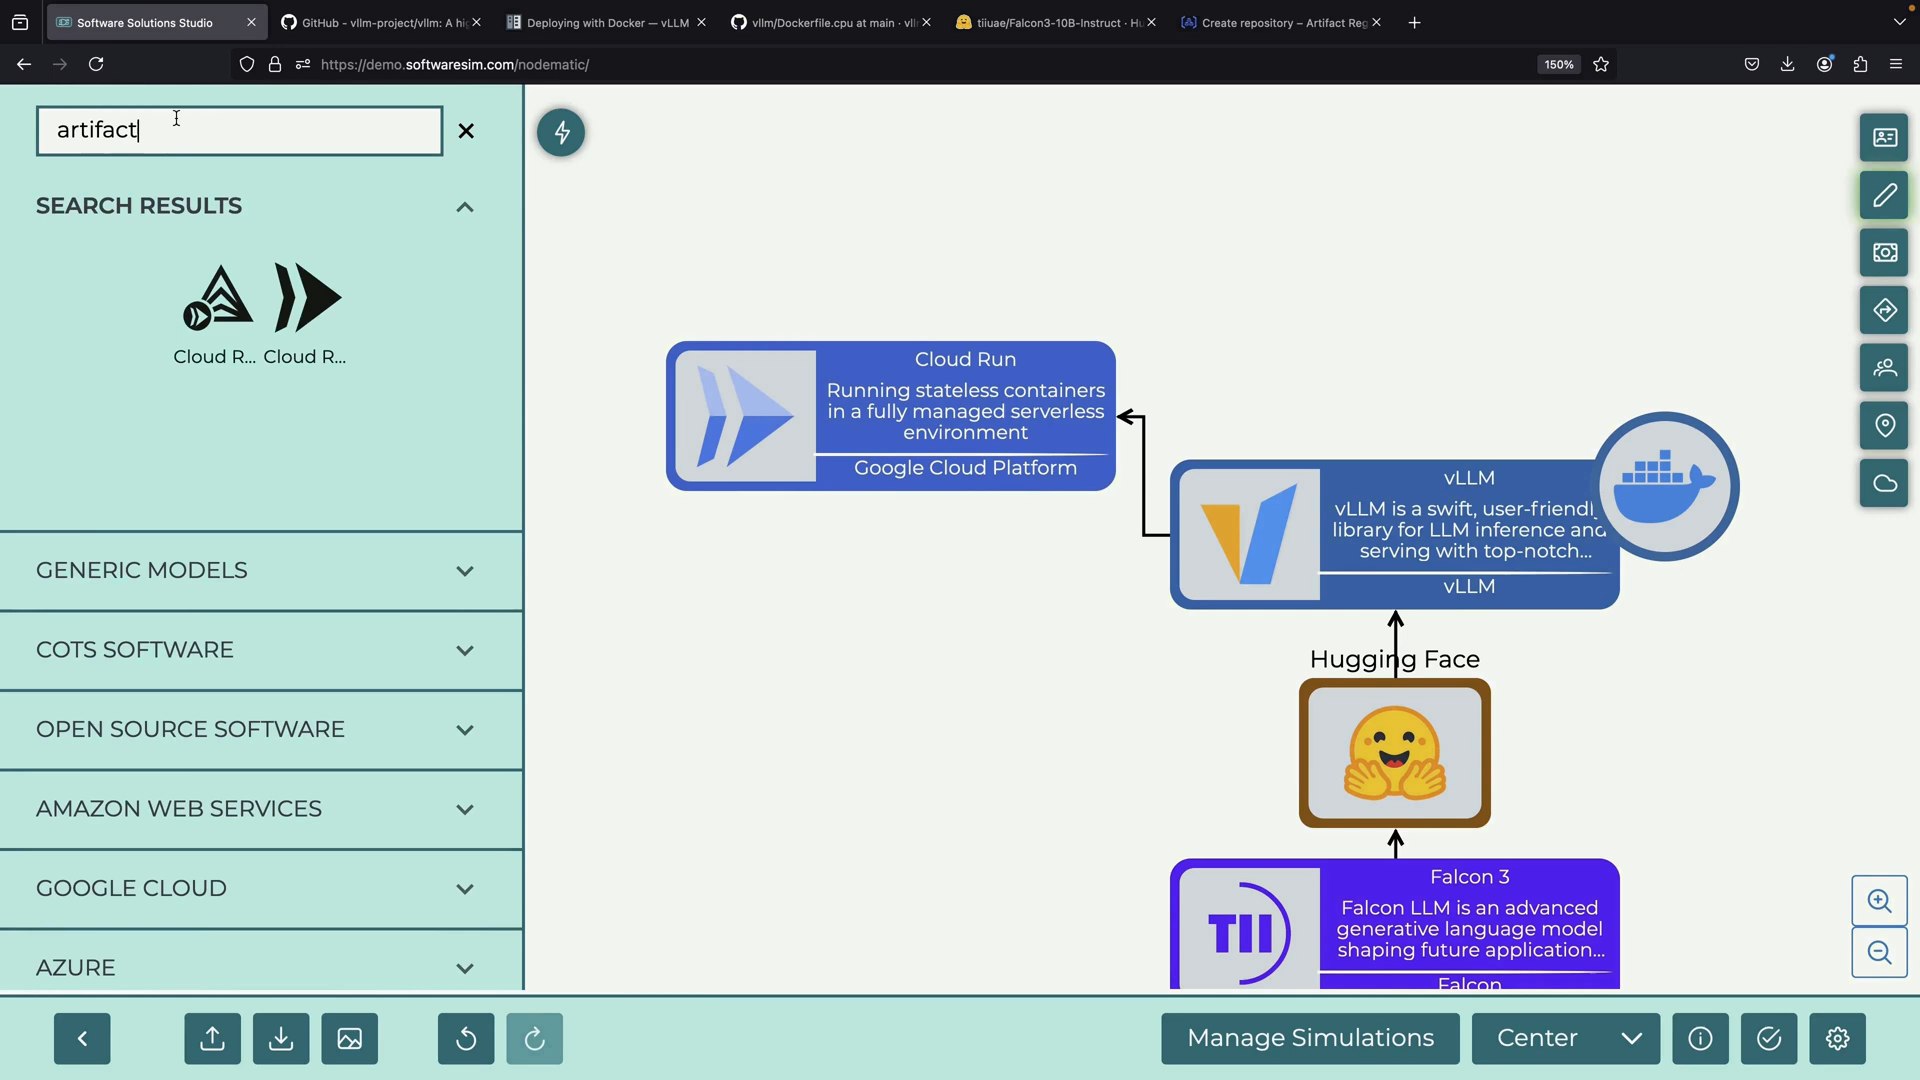 Software Solutions Studio
GitHub - vllm-project/vllm: A hig
Deploying with Docker — vLLM
vllm/Dockerfile.cpu at main · vll
tiiuae/Falcon3-10B-Instruct · Hu
Create repository – Artifact Reg
https://demo.softwaresim.com/nodematic/
150%
artifact
SEARCH RESULTS
Cloud R... Cloud R...
GENERIC MODELS
COTS SOFTWARE
OPEN SOURCE SOFTWARE
AMAZON WEB SERVICES
GOOGLE CLOUD
AZURE
Cloud Run
Running stateless containers
in a fully managed serverless
environment
Google Cloud Platform
vLLM
vLLM is a swift, user-friendly
library for LLM inference and
serving with top-notch...
vLLM
Hugging Face
TII
Falcon 3
Falcon LLM is an advanced
generative language model
shaping future application...
Falcon
Manage Simulations
Center